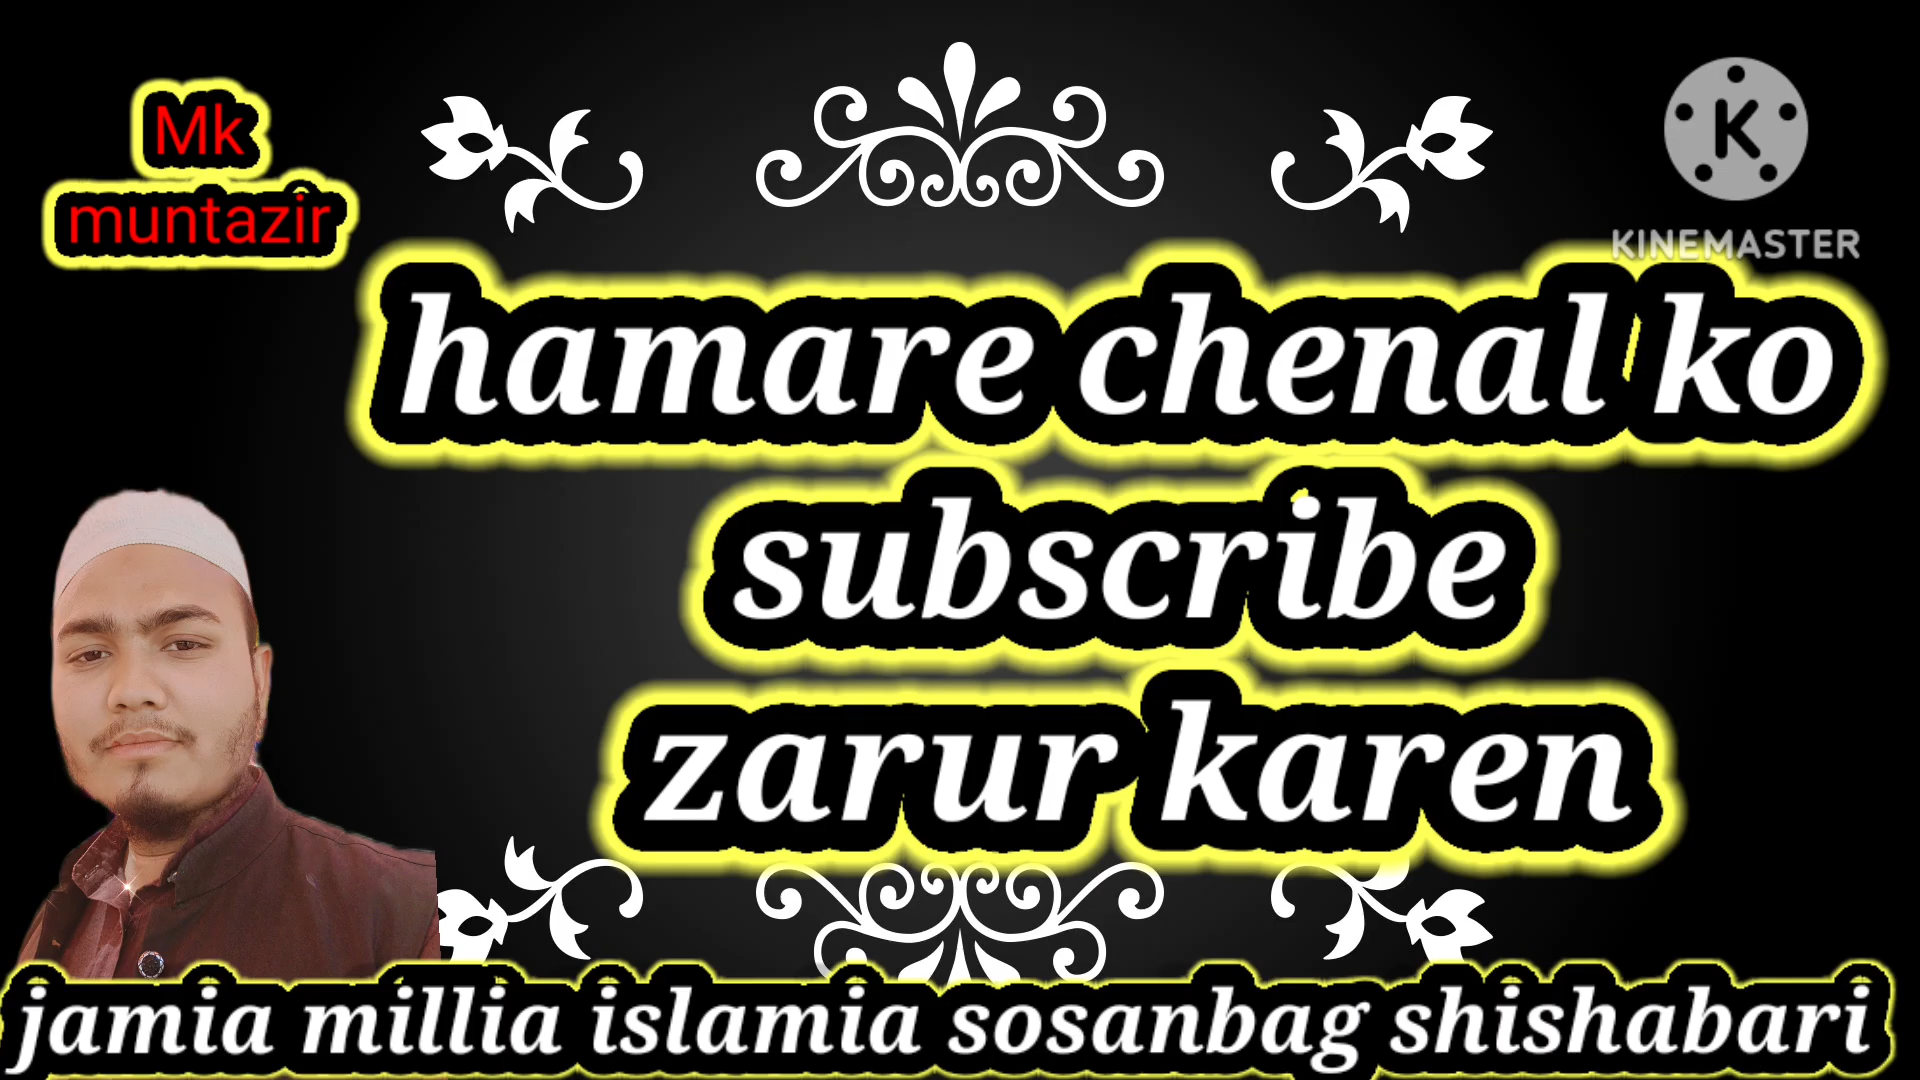 Mk
muntazir
K
KINEMASTER
hamare chenal ko
subscribe
zarur karen
jamia millia islamia sosanbag shishabari